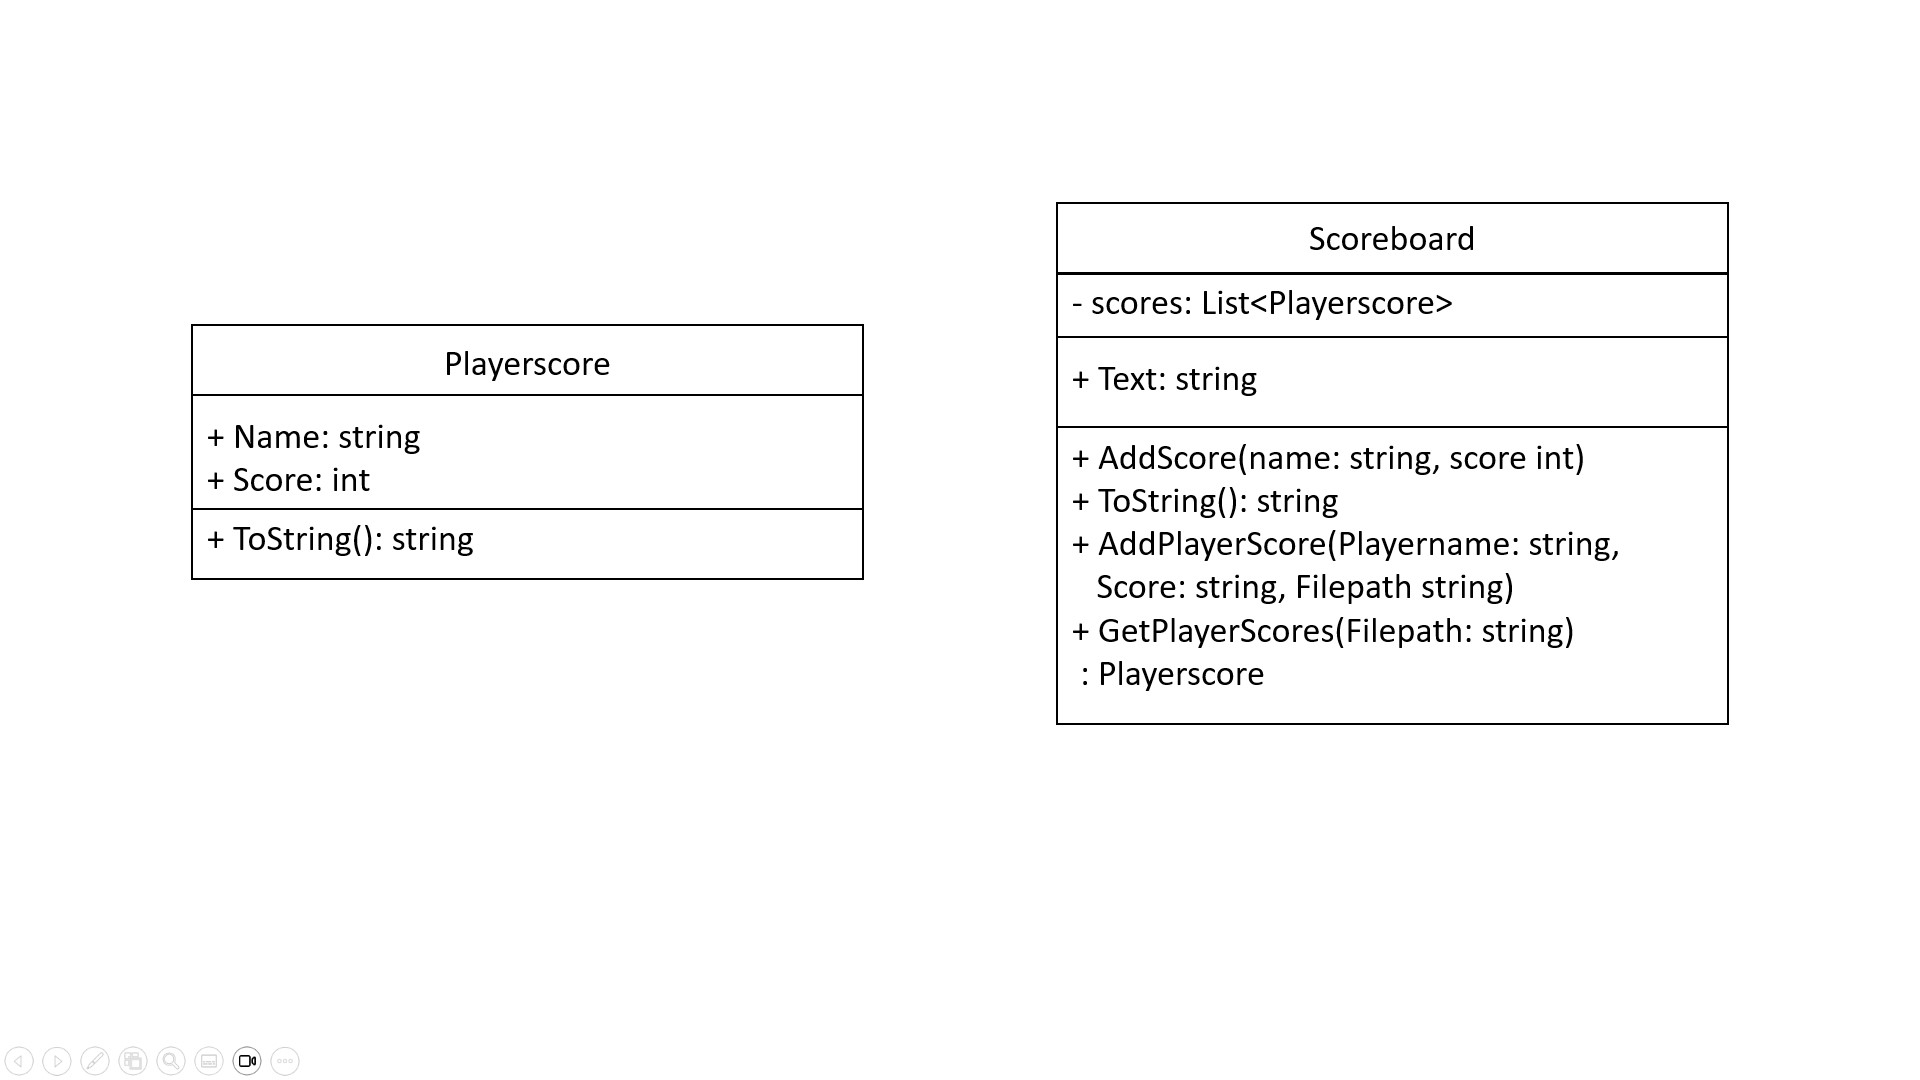 Playerscore
+ Name: string
+ Score: int
+ ToString(): string
Scoreboard
- scores: List<Playerscore>
+ Text: string
+ AddScore(name: string, score int)
+ ToString(): string
+ AddPlayerScore(Playername: string,
Score: string, Filepath string)
+ GetPlayerScores(Filepath: string)
: Playerscore